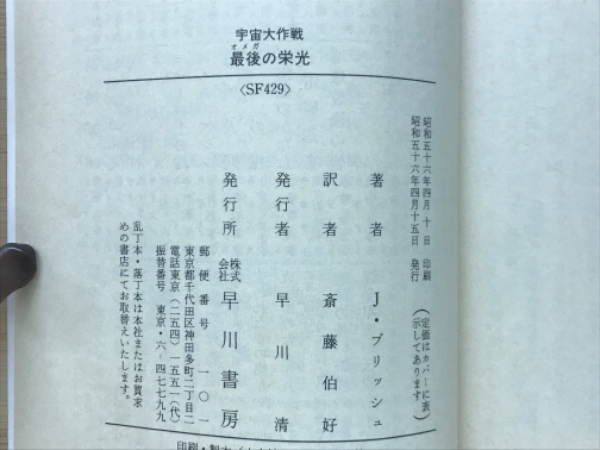 宇宙大作戦
オメガ
最後の栄光
〈SF429〉
昭和五十六年四月十日 印刷
昭和五十六年四月十五日 発行
（定価はカバーに表
示してあります）
著者 J・ブリッシュ
訳者 斎藤伯好
発行者 早川清
発行所 株式会社 早川書房
郵便番号 一〇一
東京都千代田区神田多町二丁目二
電話東京（二五四）一五五一（代）
振替番号 東京・六-四七七九九
乱丁本・落丁本は本社またはお買求
めの書店にてお取替えいたします。
印刷・製本